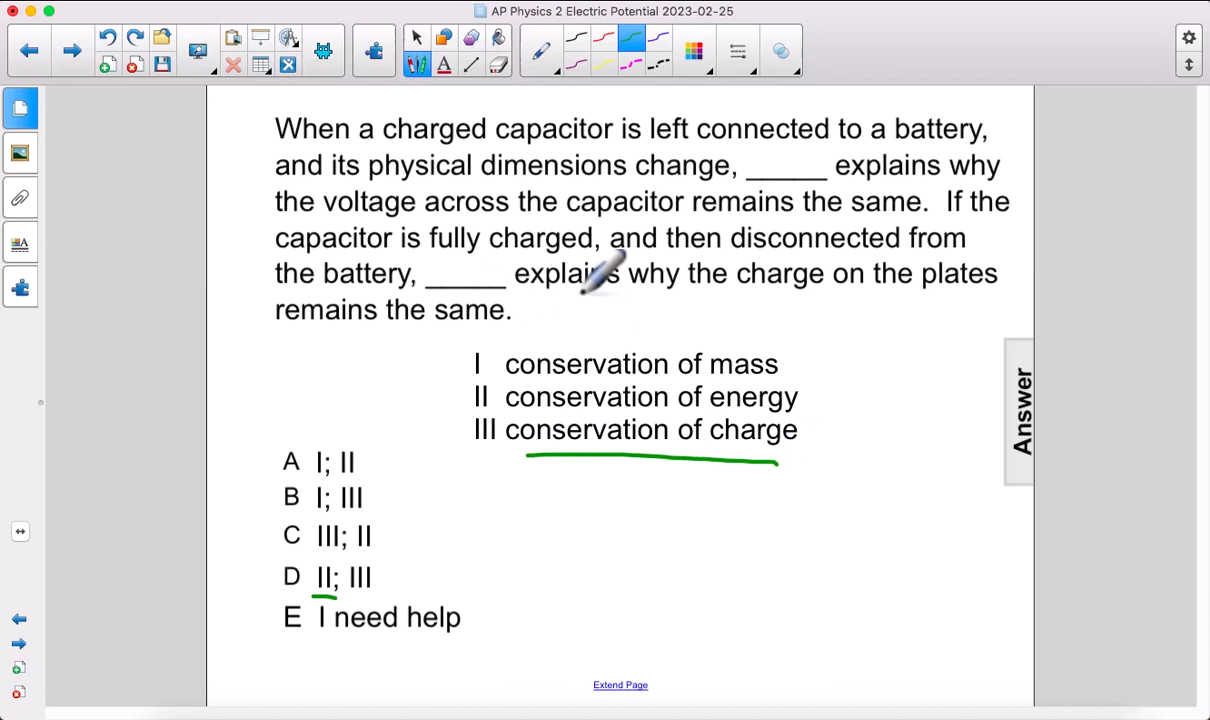 AP Physics 2 Electric Potential 2023-02-25
When a charged capacitor is left connected to a battery,
and its physical dimensions change, _____ explains why
the voltage across the capacitor remains the same. If the
capacitor is fully charged, and then disconnected from
the battery, _____ explains why the charge on the plates
remains the same.
I conservation of mass
II conservation of energy
III conservation of charge
A I; II
B I; III
C III; II
D II; III
E I need help
Answer
Extend Page